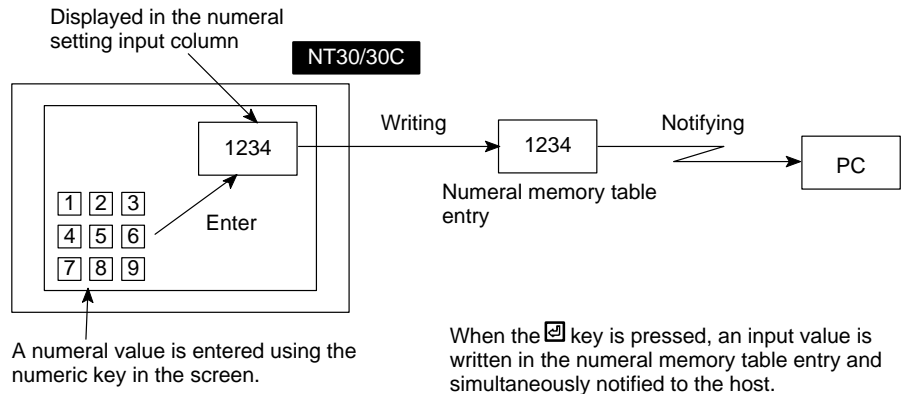 Displayed in the numeral
setting input column
NT30/30C
1234
Writing
1234
Notifying
PC
Numeral memory table
entry
1 2 3
4 5 6
7 8 9
Enter
A numeral value is entered using the
numeric key in the screen.
When the ⏎ key is pressed, an input value is
written in the numeral memory table entry and
simultaneously notified to the host.